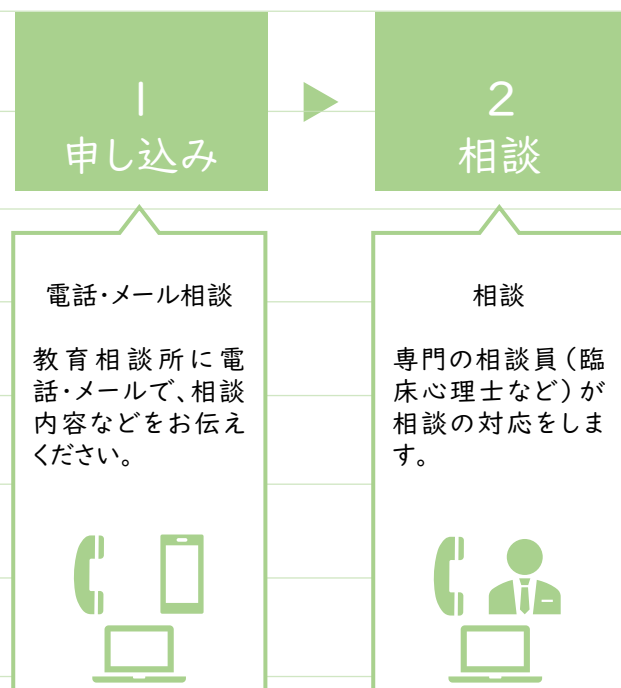 1
申し込み
2
相談
電話・メール相談
教育相談所に電
話・メールで、相談
内容などをお伝え
ください。
相談
専門の相談員（臨
床心理士など）が
相談の対応をしま
す。